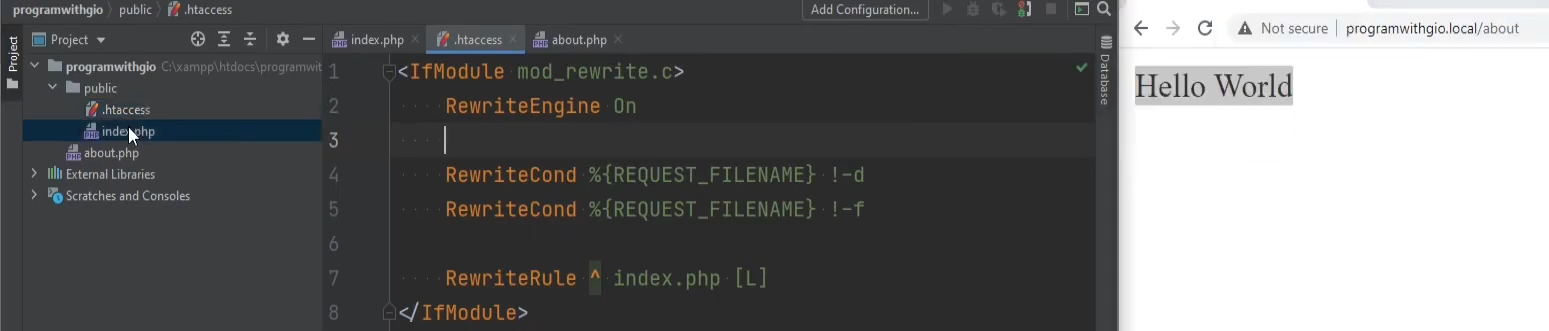 programwithgio › public › .htaccess
Add Configuration...
Not secure | programwithgio.local/about
Project
Project
index.php
.htaccess
about.php
programwithgio C:\xampp\htdocs\programwit
public
.htaccess
index.php
about.php
External Libraries
Scratches and Consoles
1 <IfModule mod_rewrite.c>
2 RewriteEngine On
3
4 RewriteCond %{REQUEST_FILENAME} !-d
5 RewriteCond %{REQUEST_FILENAME} !-f
6
7 RewriteRule ^ index.php [L]
8 </IfModule>
Database
Hello World